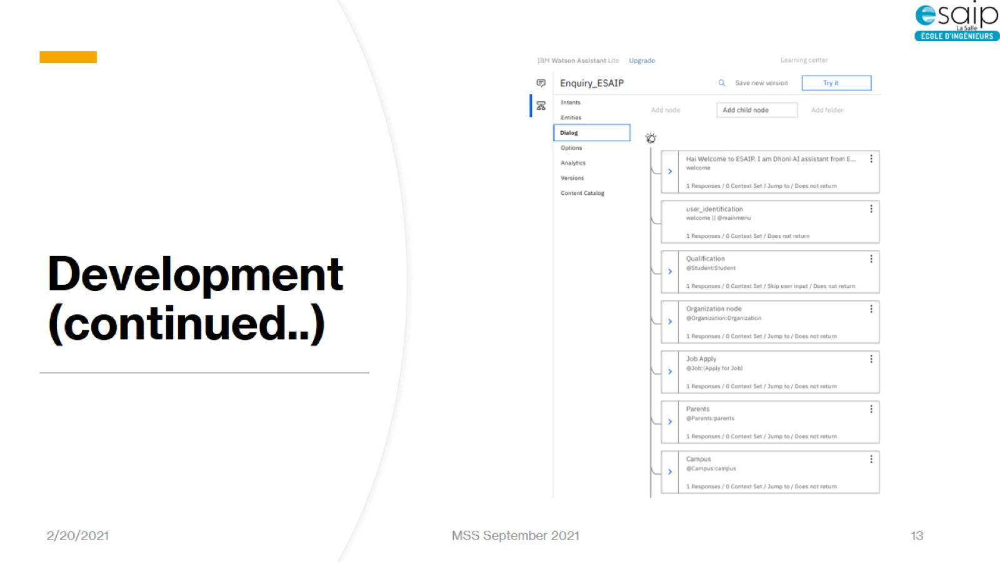 esaip
La Salle
ÉCOLE D'INGÉNIEURS
Development
(continued..)
IBM Watson Assistant Lite Upgrade Learning center
Enquiry_ESAIP Save new version Try it
Intents
Entities
Dialog
Options
Analytics
Versions
Content Catalog
Add node Add child node Add folder
Hai Welcome to ESAIP. I am Dhoni AI assistant from E...
welcome
1 Responses / 0 Context Set / Jump to / Does not return
user_identification
welcome || @mainmenu
1 Responses / 0 Context Set / Does not return
Qualification
@Student:Student
1 Responses / 0 Context Set / Skip user input / Does not return
Organization node
@Organization:Organization
1 Responses / 0 Context Set / Jump to / Does not return
Job Apply
@Job:(Apply for Job)
1 Responses / 0 Context Set / Jump to / Does not return
Parents
@Parents:parents
1 Responses / 0 Context Set / Jump to / Does not return
Campus
@Campus:campus
1 Responses / 0 Context Set / Jump to / Does not return
2/20/2021 MSS September 2021 13